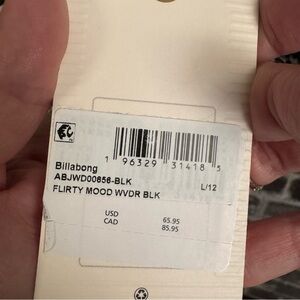 1 96329 31418 5
Billabong
ABJWD00856-BLK
L/12
FLIRTY MOOD WVDR BLK
USD 65.95
CAD 85.95